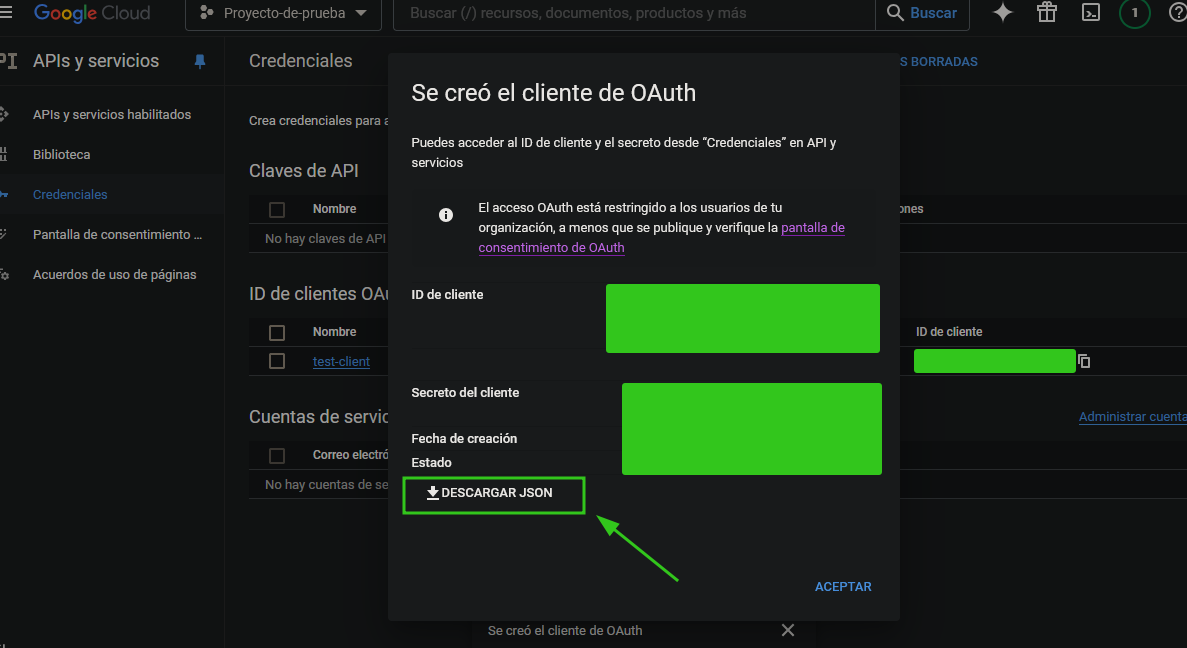 Google Cloud
Proyecto-de-prueba
Buscar (/) recursos, documentos, productos y más
Buscar
1
APIs y servicios
Credenciales
S BORRADAS
APIs y servicios habilitados
Biblioteca
Credenciales
Pantalla de consentimiento ...
Acuerdos de uso de páginas
Crea credenciales para a
Claves de API
Nombre
ones
No hay claves de API
ID de clientes OAu
Nombre
ID de cliente
test-client
Cuentas de servic
Administrar cuenta
Correo electró
No hay cuentas de se
Se creó el cliente de OAuth
Puedes acceder al ID de cliente y el secreto desde “Credenciales” en API y
servicios
El acceso OAuth está restringido a los usuarios de tu
organización, a menos que se publique y verifique la pantalla de
consentimiento de OAuth
ID de cliente
Secreto del cliente
Fecha de creación
Estado
DESCARGAR JSON
ACEPTAR
Se creó el cliente de OAuth